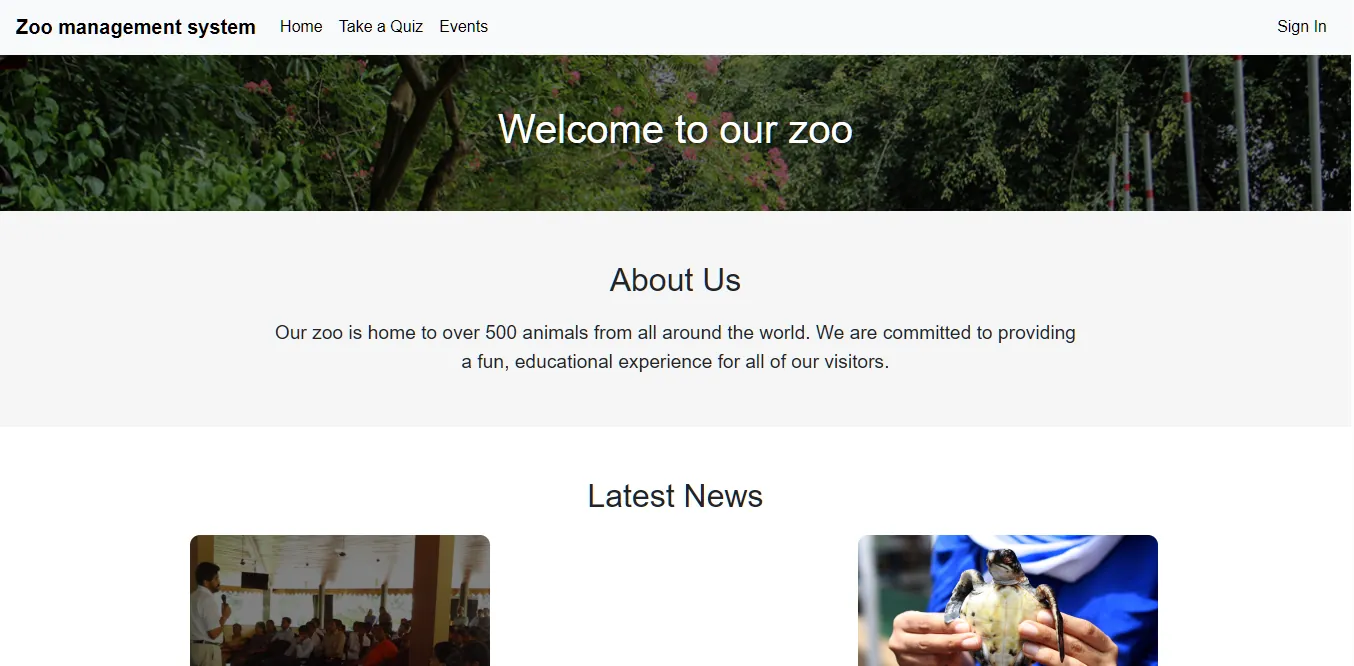 Zoo management system Home Take a Quiz Events Sign In
Welcome to our zoo
About Us
Our zoo is home to over 500 animals from all around the world. We are committed to providing
a fun, educational experience for all of our visitors.
Latest News